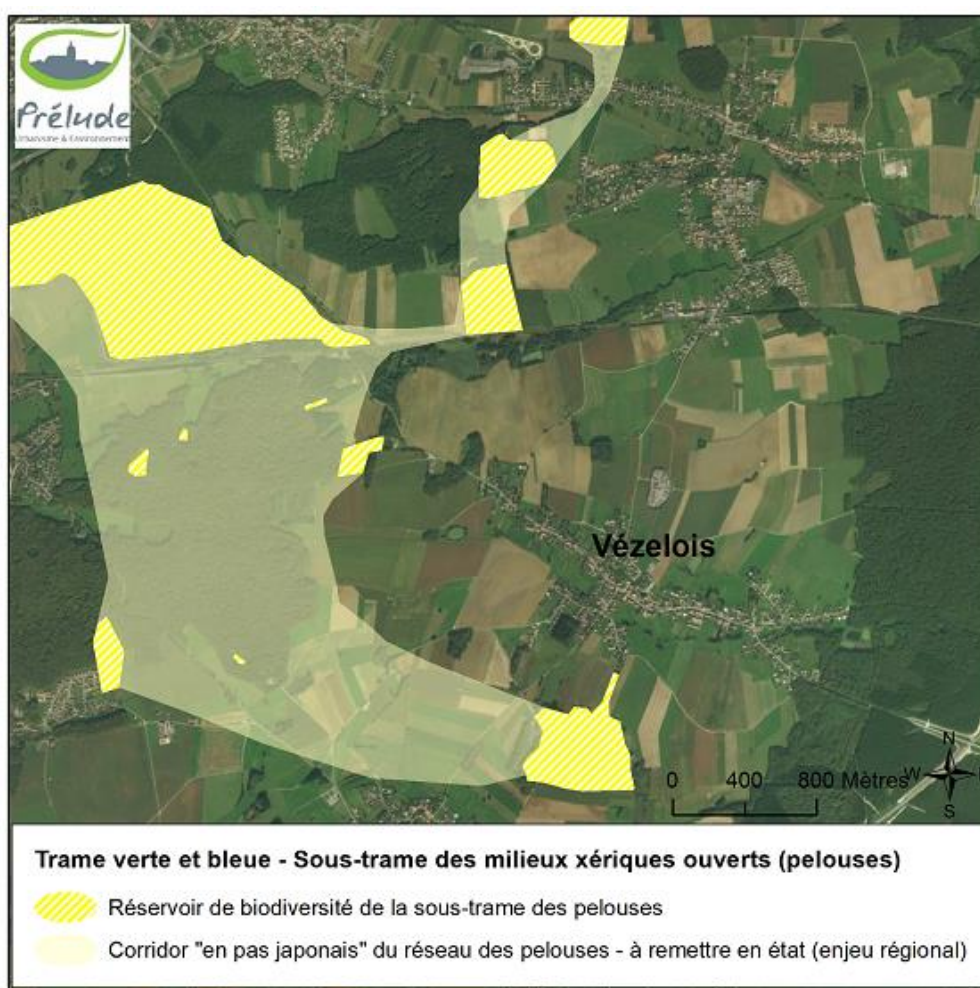 Prélude
Urbanisme & Environnement
Vézelois
N
W
S
0 400 800 Mètres
Trame verte et bleue - Sous-trame des milieux xériques ouverts (pelouses)
Réservoir de biodiversité de la sous-trame des pelouses
Corridor "en pas japonais" du réseau des pelouses - à remettre en état (enjeu régional)